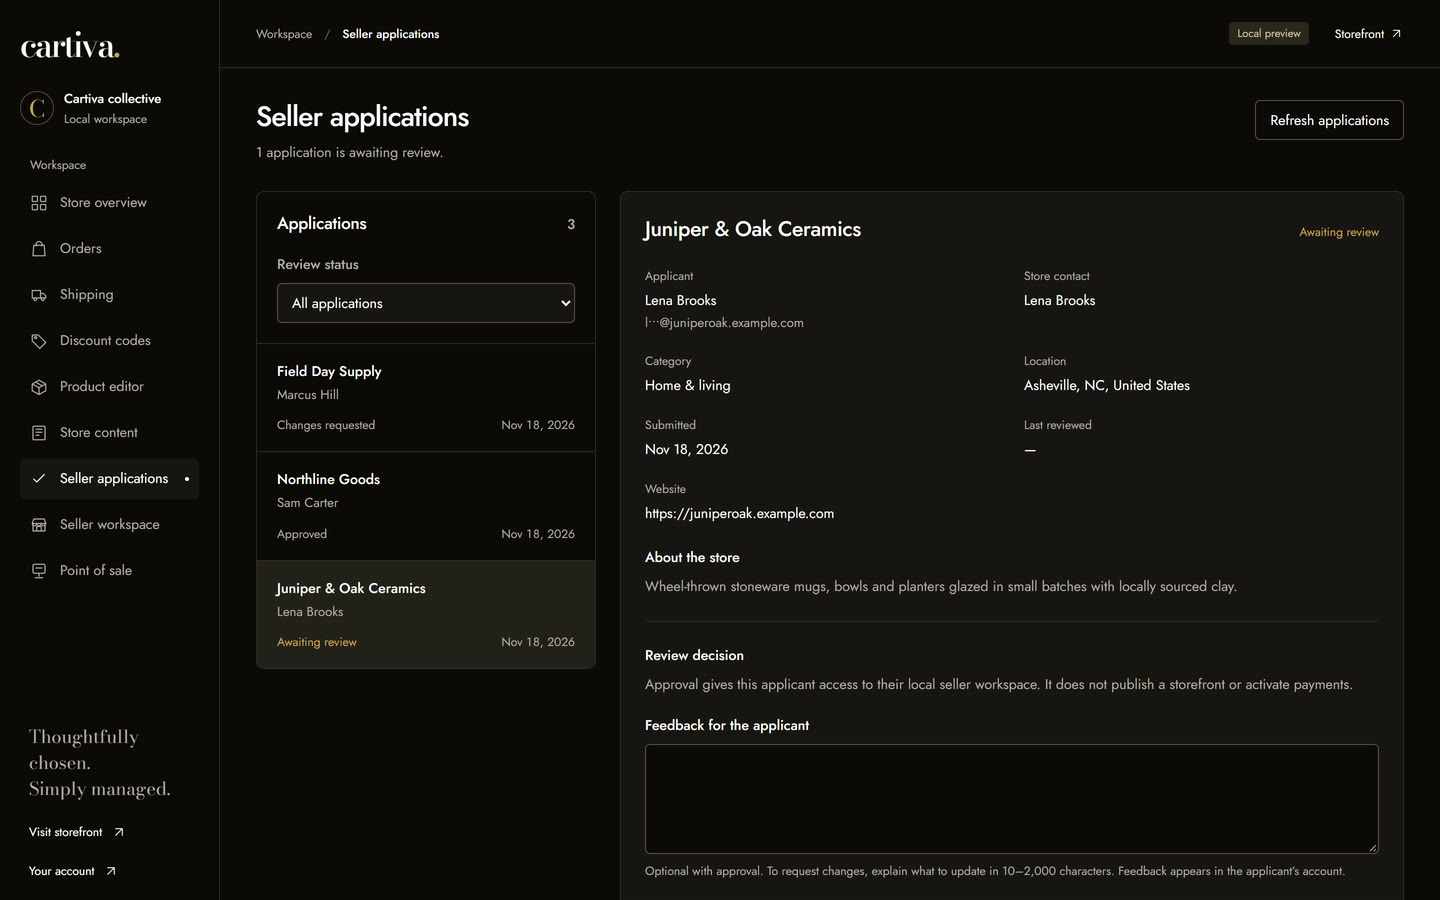 cartiva.
C
Cartiva collective
Local workspace
Workspace
Store overview
Orders
Shipping
Discount codes
Product editor
Store content
Seller applications
Seller workspace
Point of sale
Thoughtfully
chosen.
Simply managed.
Visit storefront
Your account
Workspace / Seller applications
Local preview
Storefront
Seller applications
1 application is awaiting review.
Refresh applications
Applications 3
Review status
All applications
Field Day Supply
Marcus Hill
Changes requested Nov 18, 2026
Northline Goods
Sam Carter
Approved Nov 18, 2026
Juniper & Oak Ceramics
Lena Brooks
Awaiting review Nov 18, 2026
Juniper & Oak Ceramics
Awaiting review
Applicant
Lena Brooks
l···@juniperoak.example.com
Store contact
Lena Brooks
Category
Home & living
Location
Asheville, NC, United States
Submitted
Nov 18, 2026
Last reviewed
—
Website
https://juniperoak.example.com
About the store
Wheel-thrown stoneware mugs, bowls and planters glazed in small batches with locally sourced clay.
Review decision
Approval gives this applicant access to their local seller workspace. It does not publish a storefront or activate payments.
Feedback for the applicant
Optional with approval. To request changes, explain what to update in 10–2,000 characters. Feedback appears in the applicant's account.